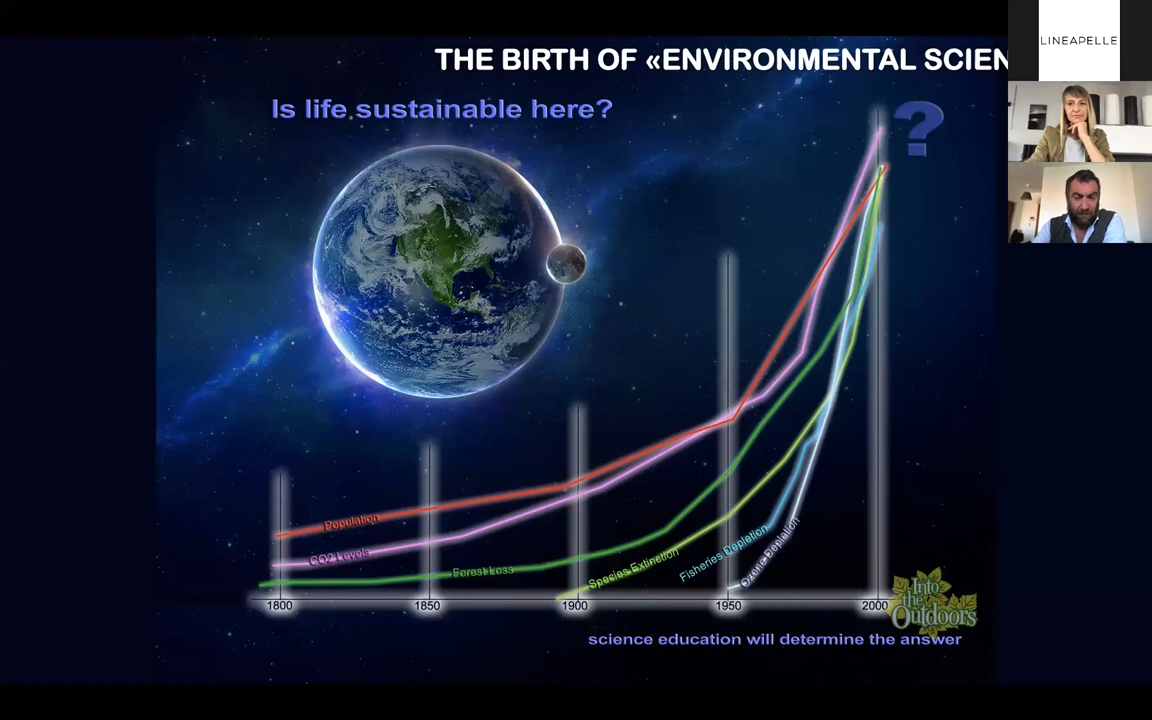 THE BIRTH OF «ENVIRONMENTAL SCIEN
LINEAPELLE
Is life sustainable here?
?
Population
CO2 Levels
Forest Loss
Species Extinction
Fisheries Depletion
Ozone Depletion
1800
1850
1900
1950
2000
Into
the
Outdoors
science education will determine the answer